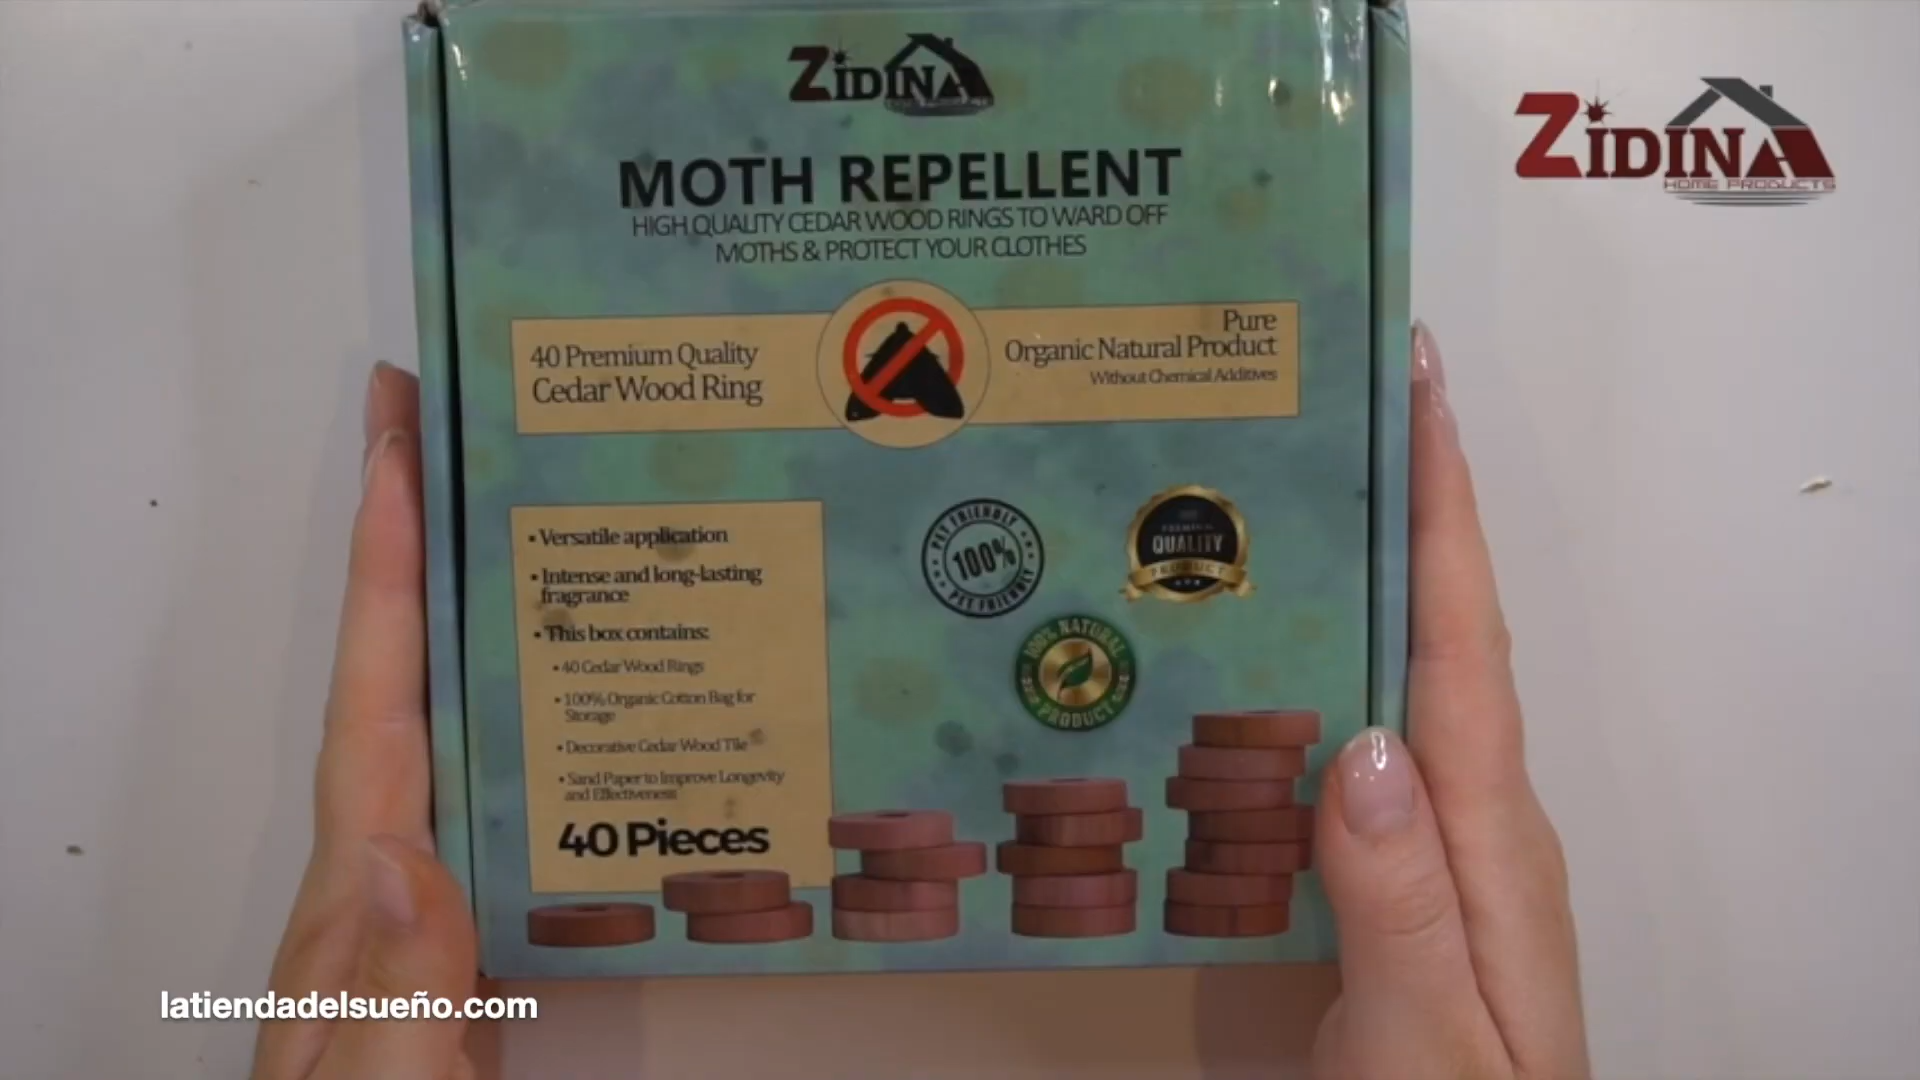 ZIDINA
MOTH REPELLENT
HIGH QUALITY CEDAR WOOD RINGS TO WARD OFF
MOTHS & PROTECT YOUR CLOTHES
40 Premium Quality
Cedar Wood Ring
Pure
Organic Natural Product
Without Chemical Additives
• Versatile application
• Intense and long-lasting
fragrance
• This box contains:
• 40 Cedar Wood Rings
• 100% Organic Cotton Bag for
Storage
• Decorative Cedar Wood Tile
• Sand Paper to Improve Longevity
and Effectiveness
40 Pieces
PET FRIENDLY
100%
PET FRIENDLY
PREMIUM
QUALITY
PRODUCT
100% NATURAL
PRODUCT
ZIDINA
HOME PRODUCTS
latiendadelsueño.com